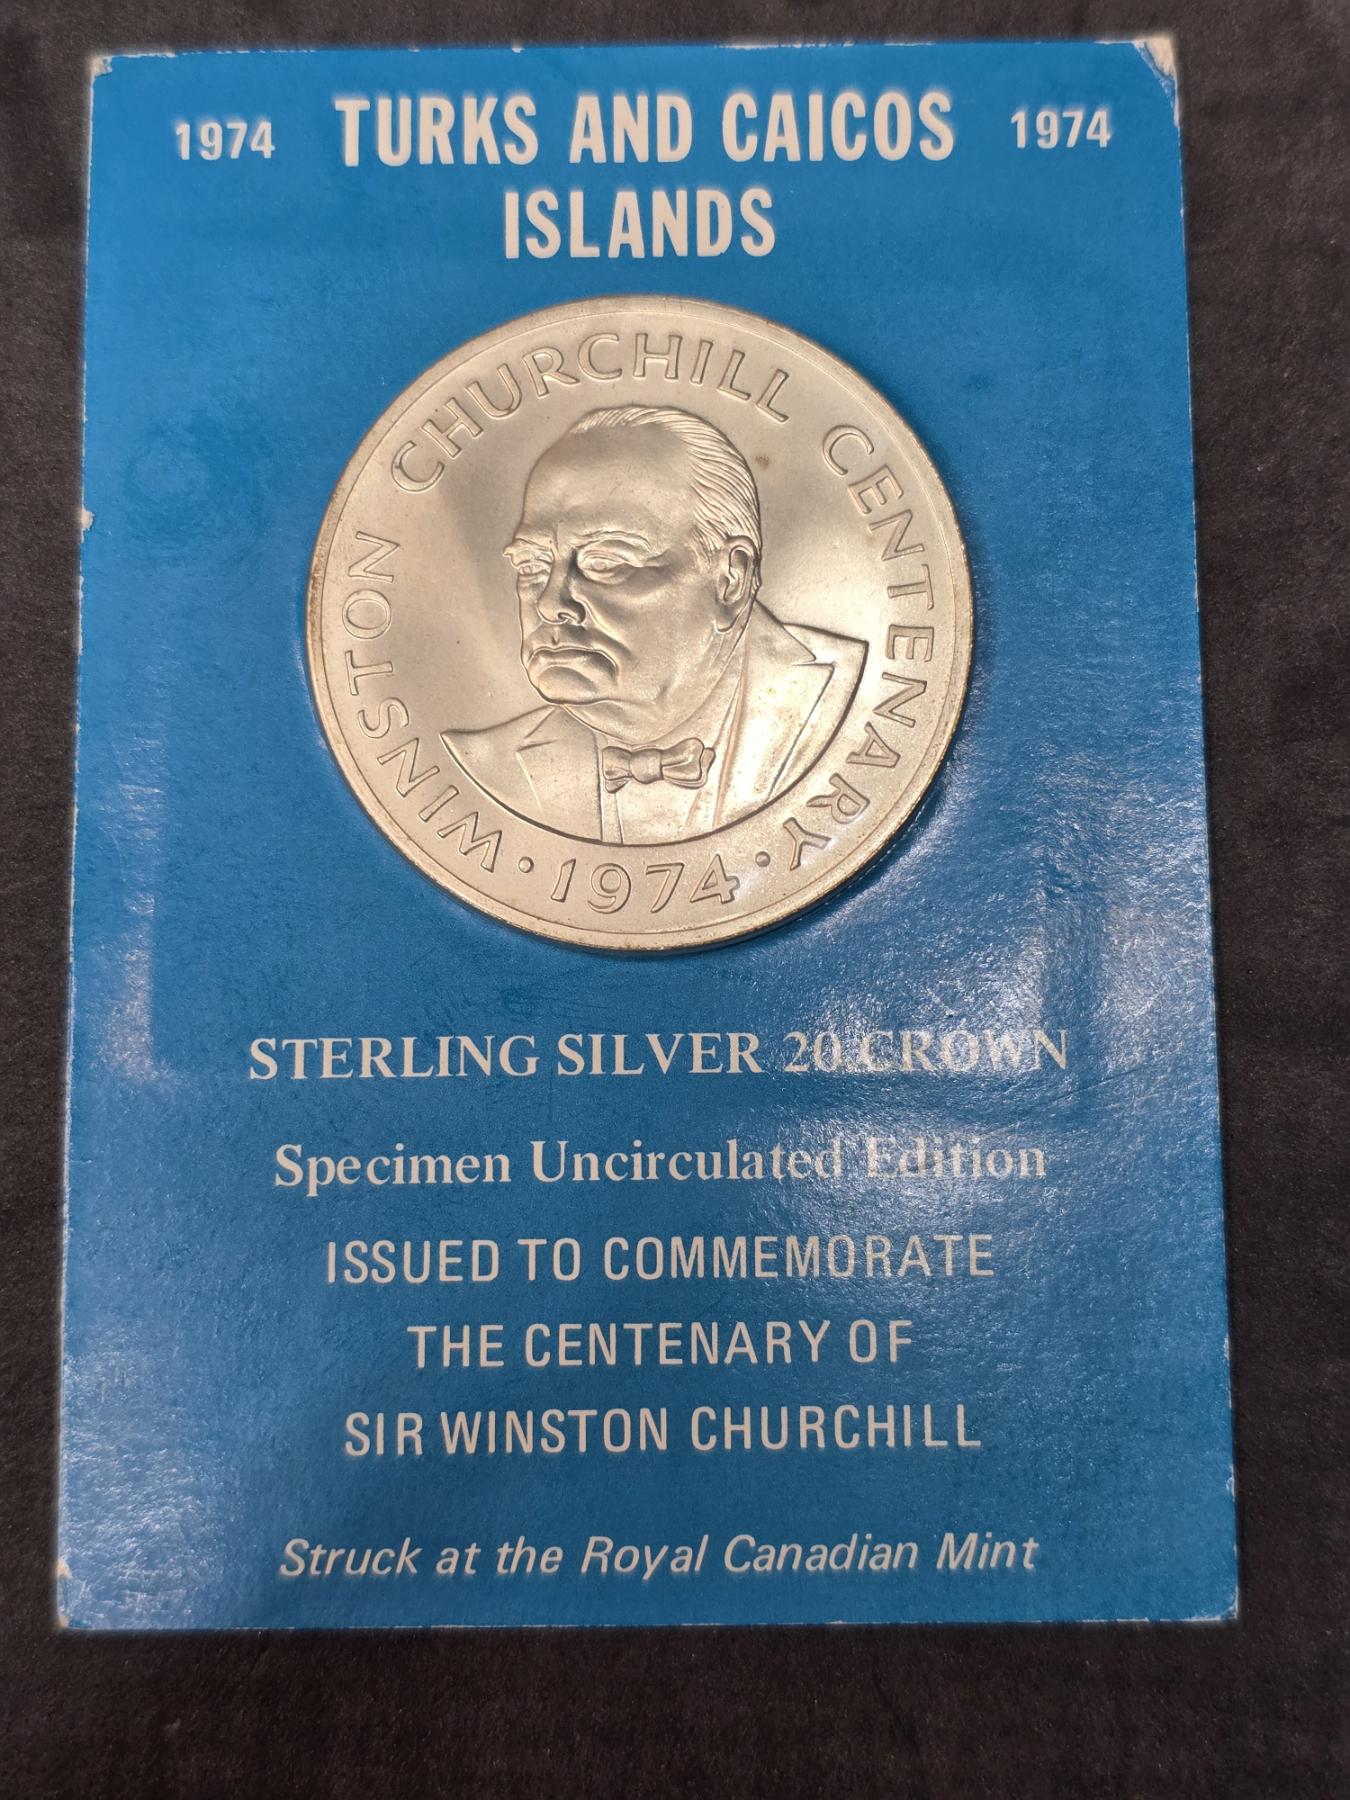 1974 TURKS AND CAICOS 1974
ISLANDS
WINSTON CHURCHILL CENTENARY
· 1974 ·
STERLING SILVER 20 CROWN
Specimen Uncirculated Edition
ISSUED TO COMMEMORATE
THE CENTENARY OF
SIR WINSTON CHURCHILL
Struck at the Royal Canadian Mint